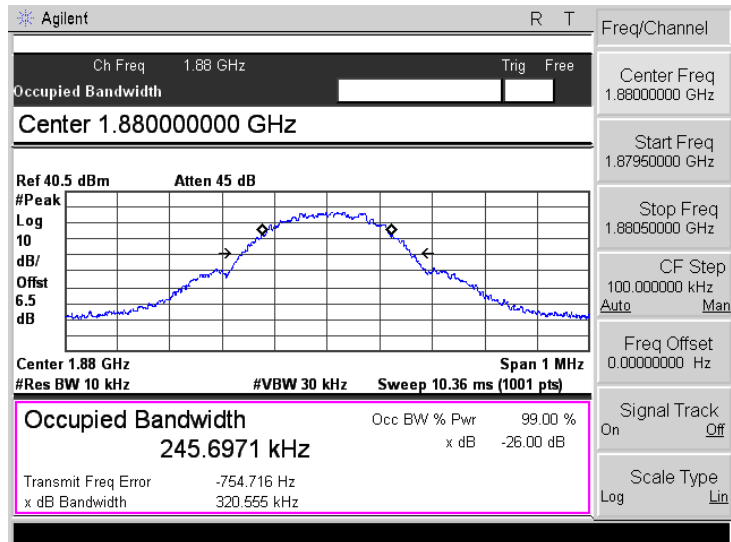 Agilent R T
Freq/Channel
Ch Freq 1.88 GHz Trig Free
Occupied Bandwidth
Center 1.880000000 GHz
Ref 40.5 dBm Atten 45 dB
#Peak
Log
10
dB/
Offst
6.5
dB
Center 1.88 GHz Span 1 MHz
#Res BW 10 kHz #VBW 30 kHz Sweep 10.36 ms (1001 pts)
Occupied Bandwidth Occ BW % Pwr 99.00 %
245.6971 kHz x dB -26.00 dB
Transmit Freq Error -754.716 Hz
x dB Bandwidth 320.555 kHz
Center Freq
1.88000000 GHz
Start Freq
1.87950000 GHz
Stop Freq
1.88050000 GHz
CF Step
100.000000 kHz
Auto Man
Freq Offset
0.00000000 Hz
Signal Track
On Off
Scale Type
Log Lin